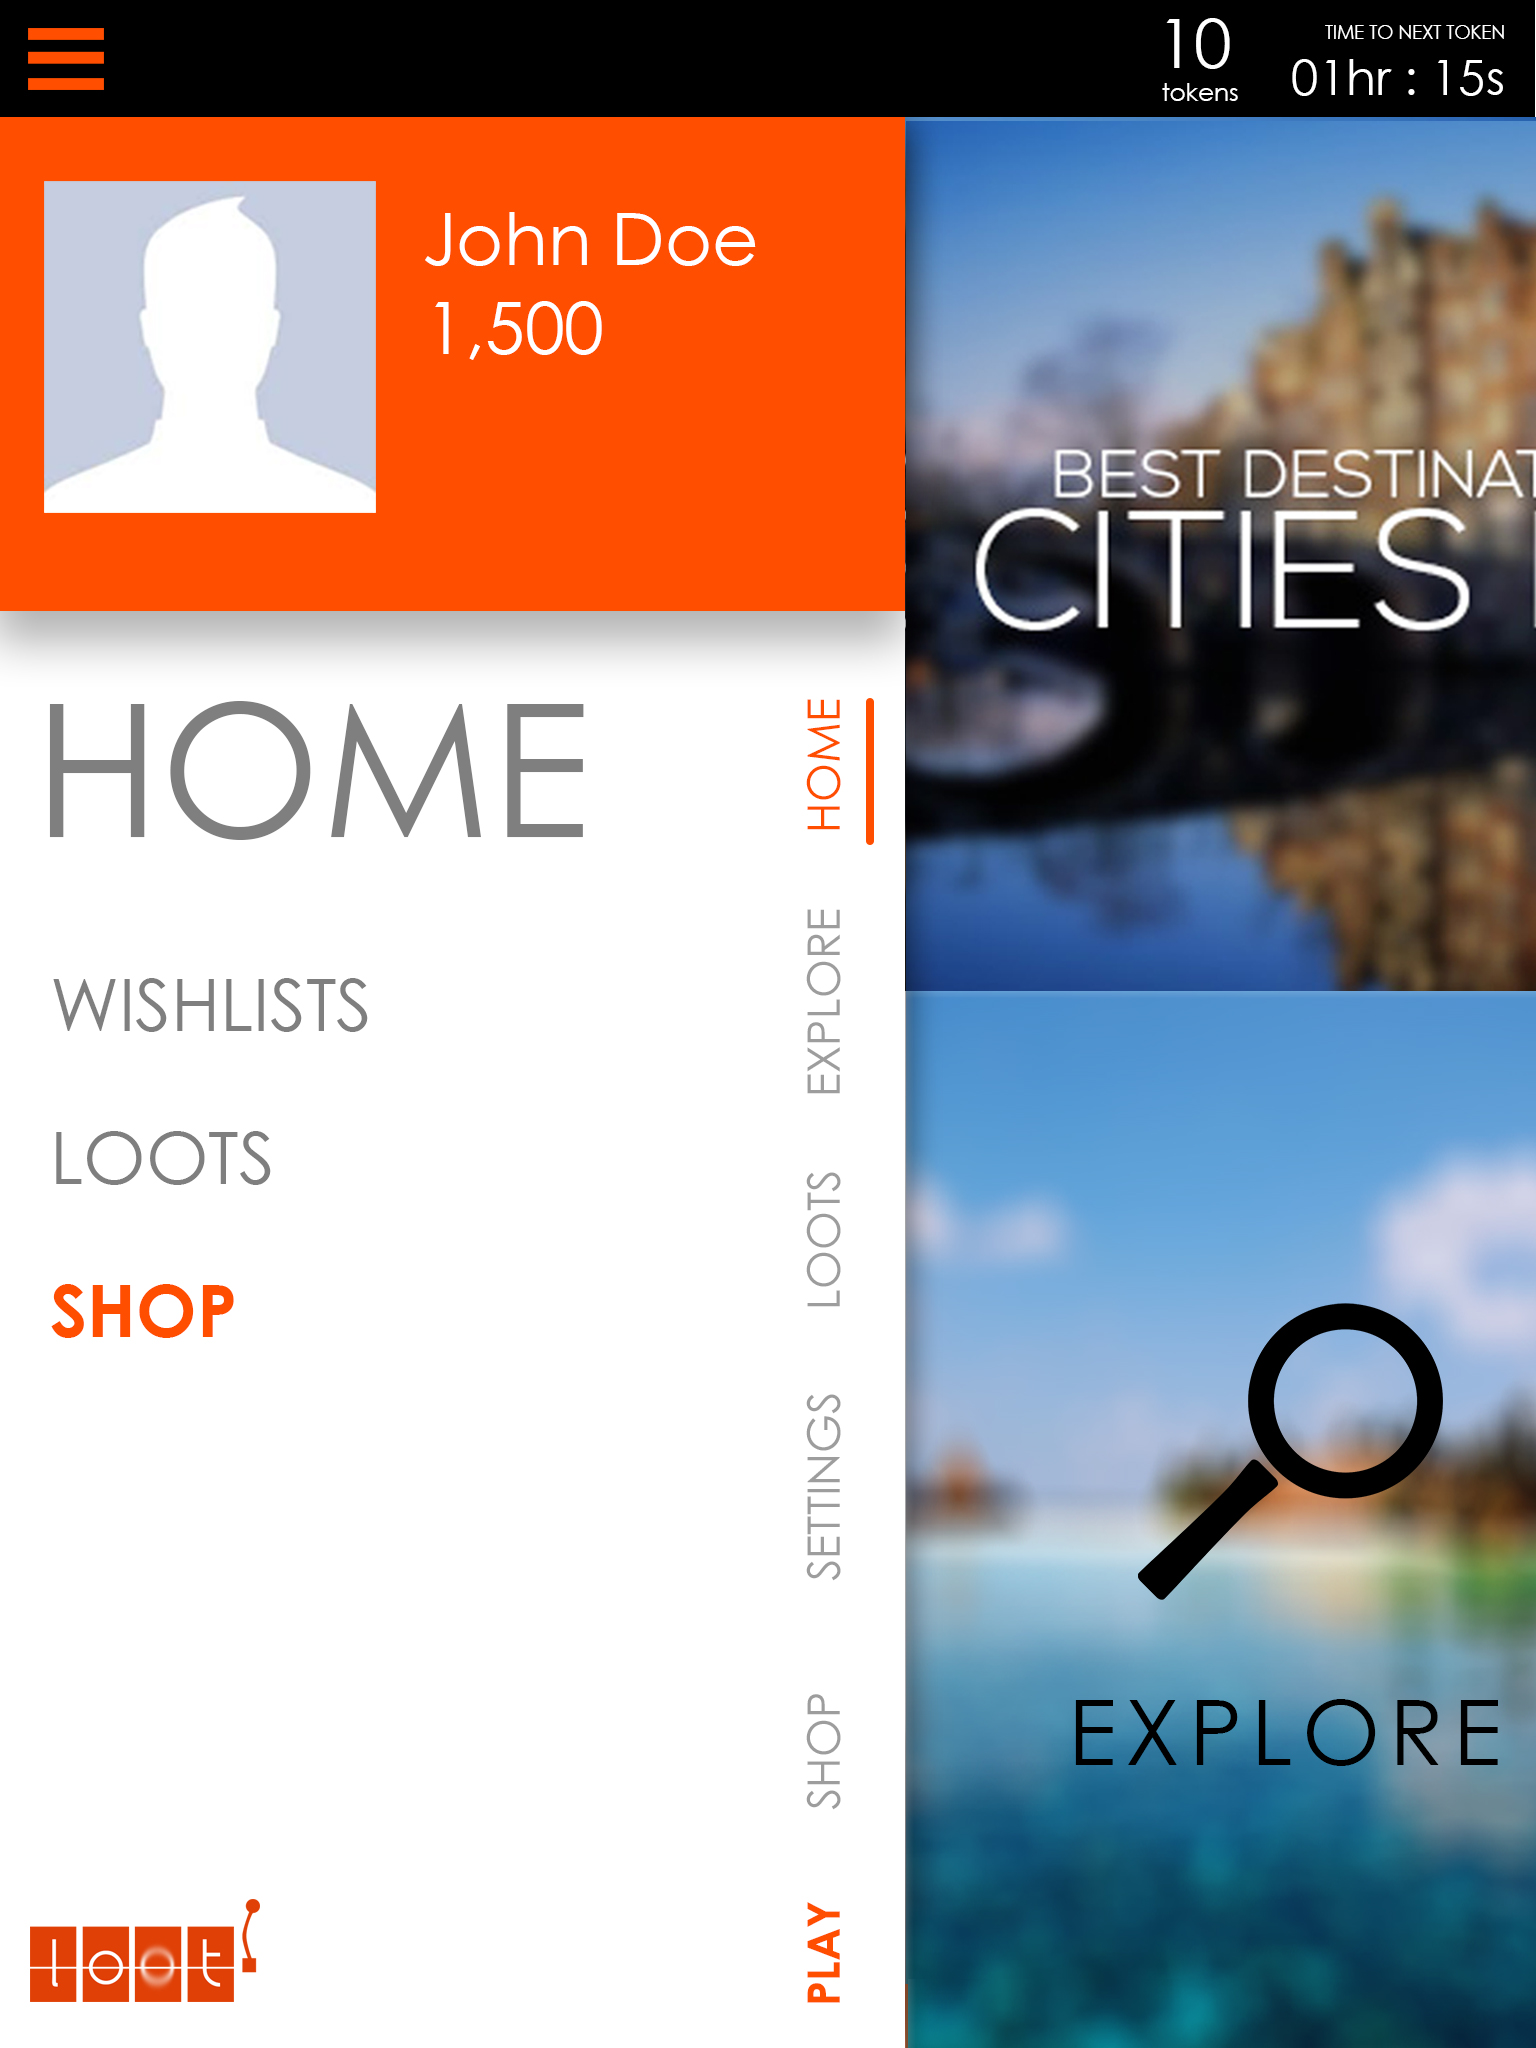 10
tokens
TIME TO NEXT TOKEN
01hr : 15s
John Doe
1,500
HOME
WISHLISTS
LOOTS
SHOP
HOME
EXPLORE
LOOTS
SETTINGS
SHOP
PLAY
loot
BEST DESTINAT
CITIES
EXPLORE